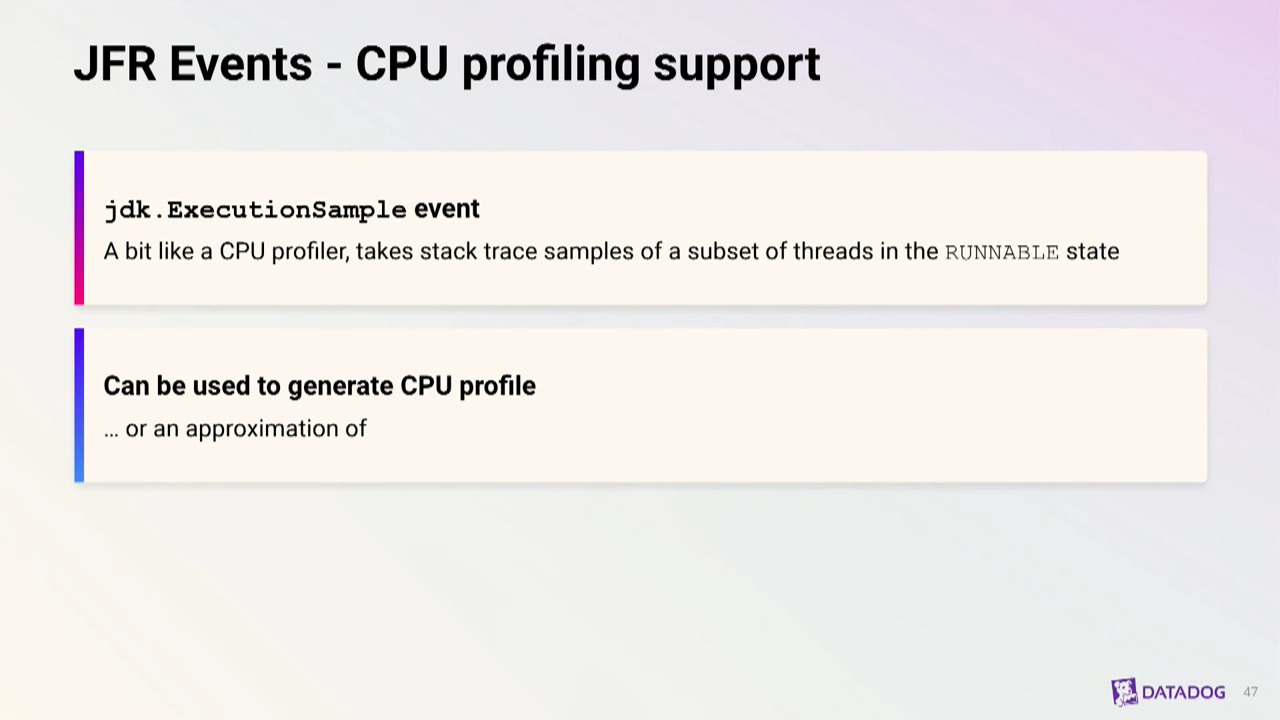 JFR Events - CPU profiling support
jdk.ExecutionSample event
A bit like a CPU profiler, takes stack trace samples of a subset of threads in the RUNNABLE state
Can be used to generate CPU profile
... or an approximation of
DATADOG
47